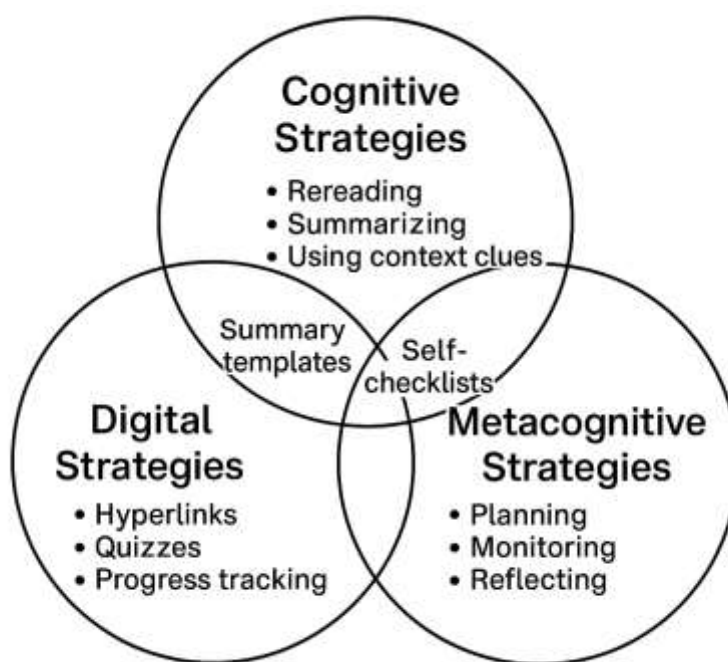 Cognitive
Strategies
• Rereading
• Summarizing
• Using context clues
Summary
templates
Self-
checklists
Digital
Strategies
• Hyperlinks
• Quizzes
• Progress tracking
Metacognitive
Strategies
• Planning
• Monitoring
• Reflecting